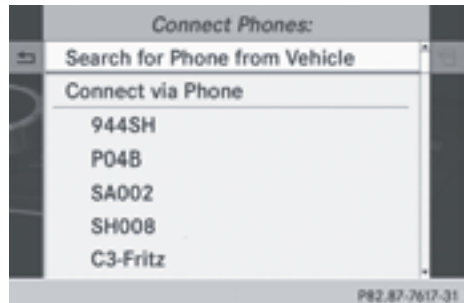 Connect Phones:
Search for Phone from Vehicle
Connect via Phone
944SH
P04B
SA002
SH008
C3-Fritz
P82.87-7617-31